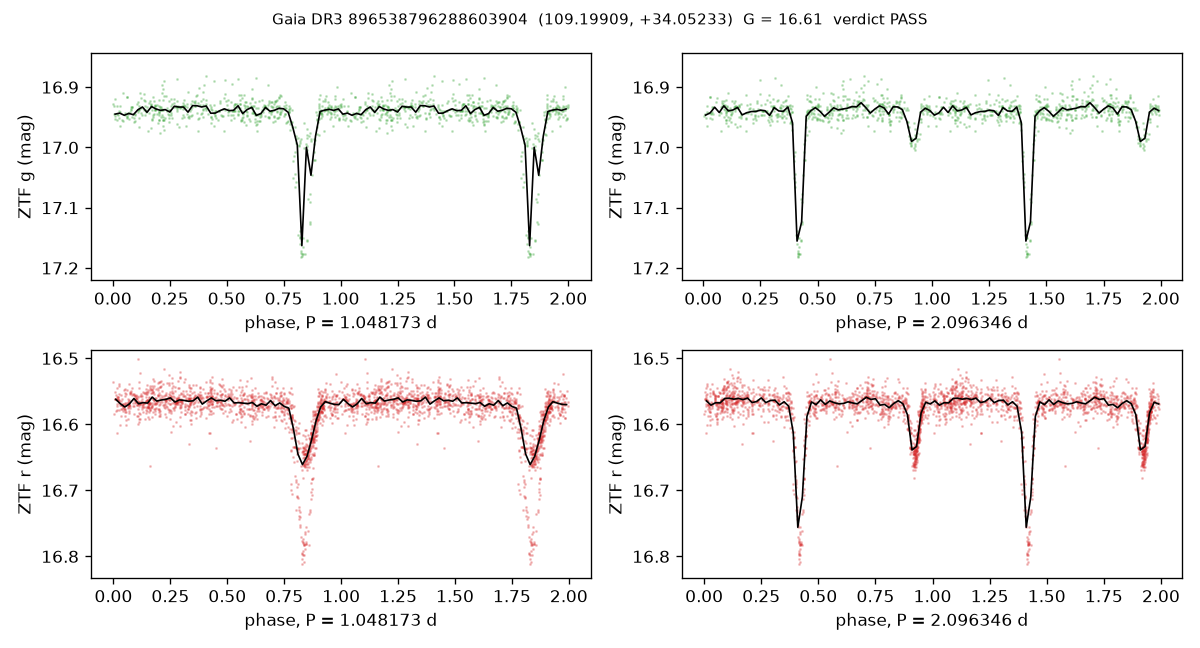 Gaia DR3 896538796288603904 (109.19909, +34.05233) G = 16.61 verdict PASS
ZTF g (mag)
16.9
17.0
17.1
17.2
0.00 0.25 0.50 0.75 1.00 1.25 1.50 1.75 2.00
phase, P = 1.048173 d
ZTF g (mag)
16.9
17.0
17.1
17.2
0.00 0.25 0.50 0.75 1.00 1.25 1.50 1.75 2.00
phase, P = 2.096346 d
ZTF r (mag)
16.5
16.6
16.7
16.8
0.00 0.25 0.50 0.75 1.00 1.25 1.50 1.75 2.00
phase, P = 1.048173 d
ZTF r (mag)
16.5
16.6
16.7
16.8
0.00 0.25 0.50 0.75 1.00 1.25 1.50 1.75 2.00
phase, P = 2.096346 d